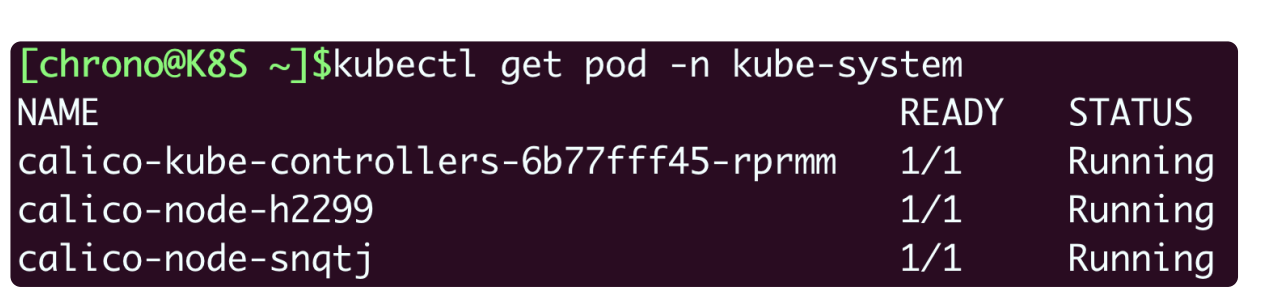 [chrono@K8S ~]$kubectl get pod -n kube-system
NAME READY STATUS
calico-kube-controllers-6b77fff45-rprmm 1/1 Running
calico-node-h2299 1/1 Running
calico-node-snqtj 1/1 Running